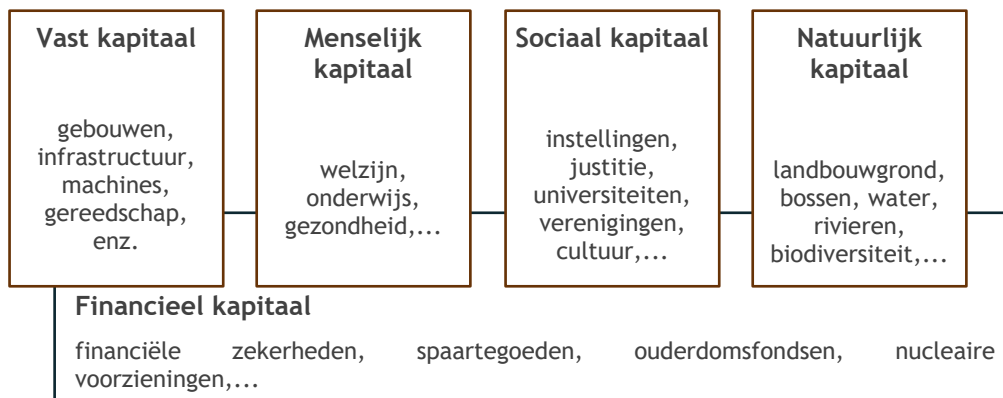 Vast kapitaal
gebouwen,
infrastructuur,
machines,
gereedschap,
enz.
Menselijk
kapitaal
welzijn,
onderwijs,
gezondheid,...
Sociaal kapitaal
instellingen,
justitie,
universiteiten,
verenigingen,
cultuur,...
Natuurlijk
kapitaal
landbouwgrond,
bossen, water,
rivieren,
biodiversiteit,...
Financieel kapitaal
financiële zekerheden, spaartegoeden, ouderdomsfondsen, nucleaire
voorzieningen,...